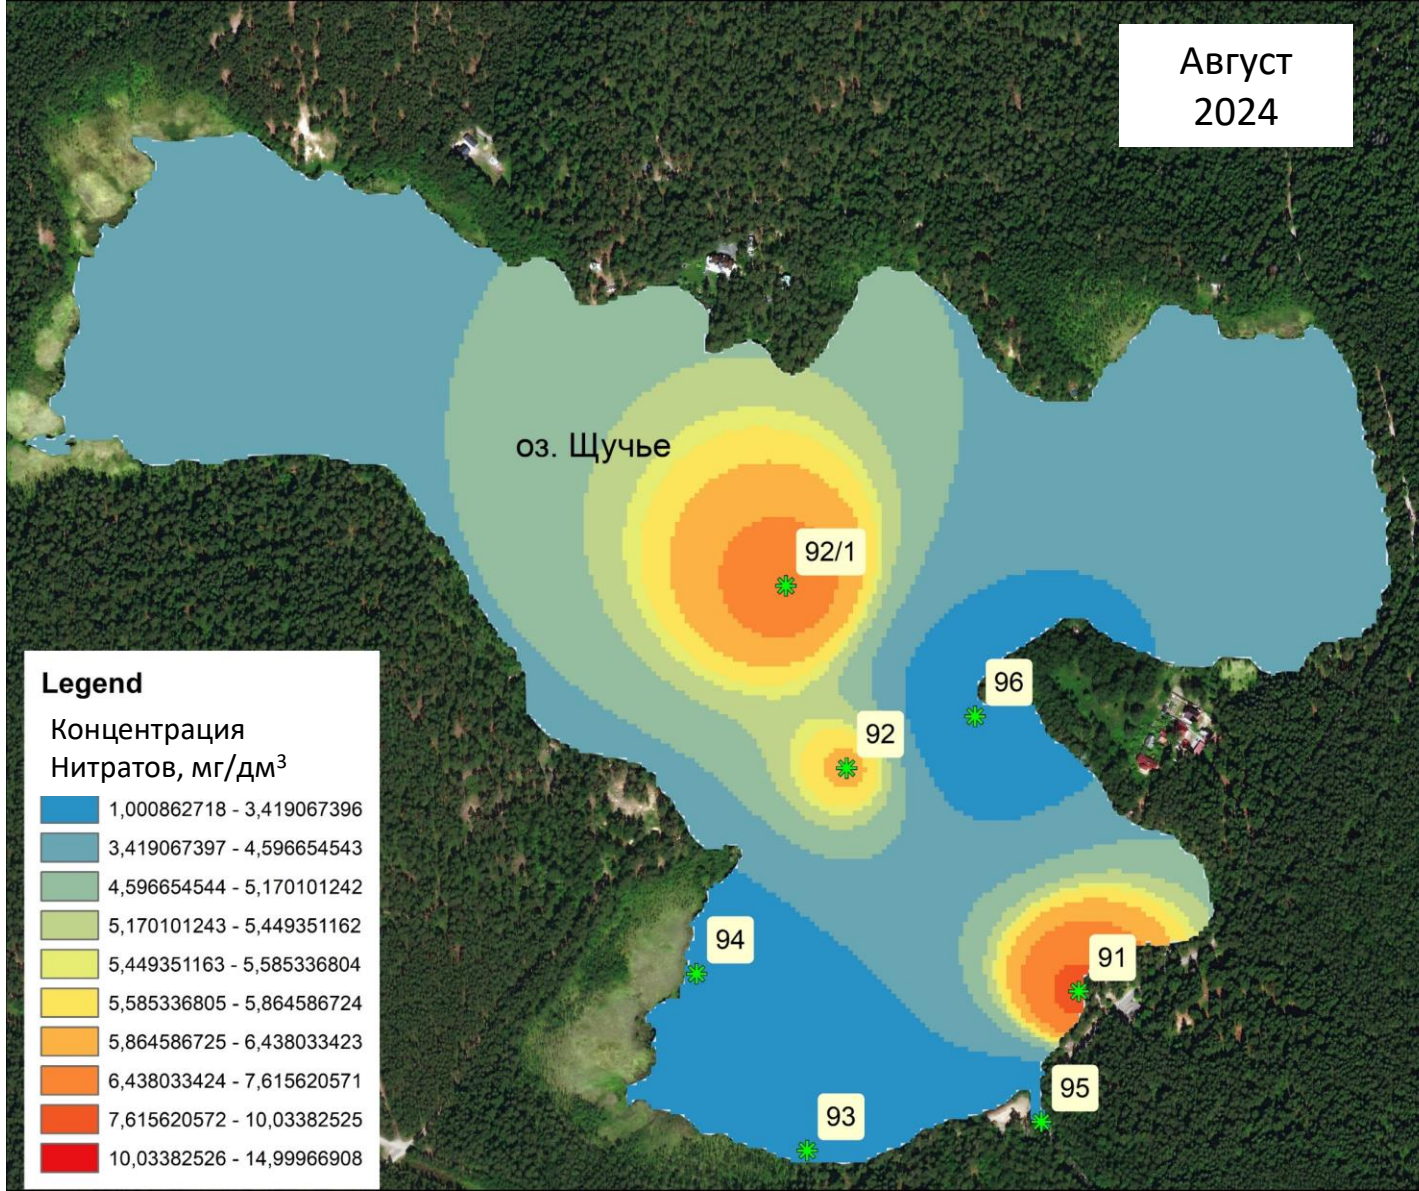 Август
2024
оз. Щучье
92/1
96
92
94
91
95
93
Legend
Концентрация
Нитратов, мг/дм³
1,000862718 - 3,419067396
3,419067397 - 4,596654543
4,596654544 - 5,170101242
5,170101243 - 5,449351162
5,449351163 - 5,585336804
5,585336805 - 5,864586724
5,864586725 - 6,438033423
6,438033424 - 7,615620571
7,615620572 - 10,03382525
10,03382526 - 14,99966908